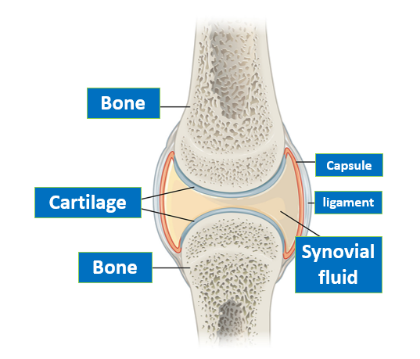 Bone
Capsule
Cartilage
ligament
Synovial
fluid
Bone